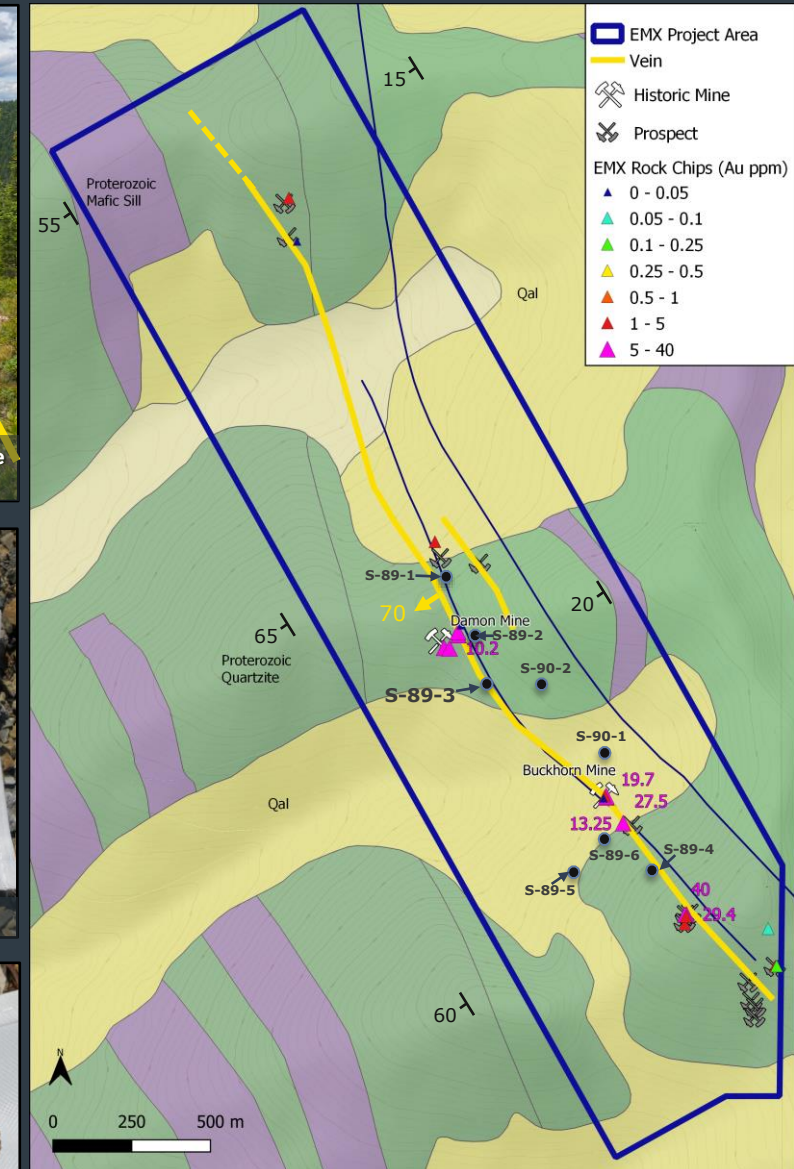 EMX Project Area
Vein
Historic Mine
Prospect
EMX Rock Chips (Au ppm)
0 - 0.05
0.05 - 0.1
0.1 - 0.25
0.25 - 0.5
0.5 - 1
1 - 5
5 - 40
15
Proterozoic
Mafic Sill
55
Qal
e
S-89-1
70
Damon Mine
20
S-89-2
10.2
65
Proterozoic
Quartzite
S-90-2
S-89-3
S-90-1
Buckhorn Mine
19.7
27.5
Qal
13.25
S-89-6
S-89-4
S-89-5
40
29.4
60
N
0 250 500 m